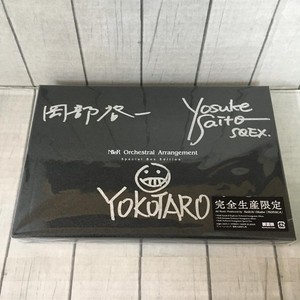 岡部啓一
Yosuke
Saito
SQEX.
NieR Orchestral Arrangement
Special Box Edition
YOKOTARO
完全生産限定